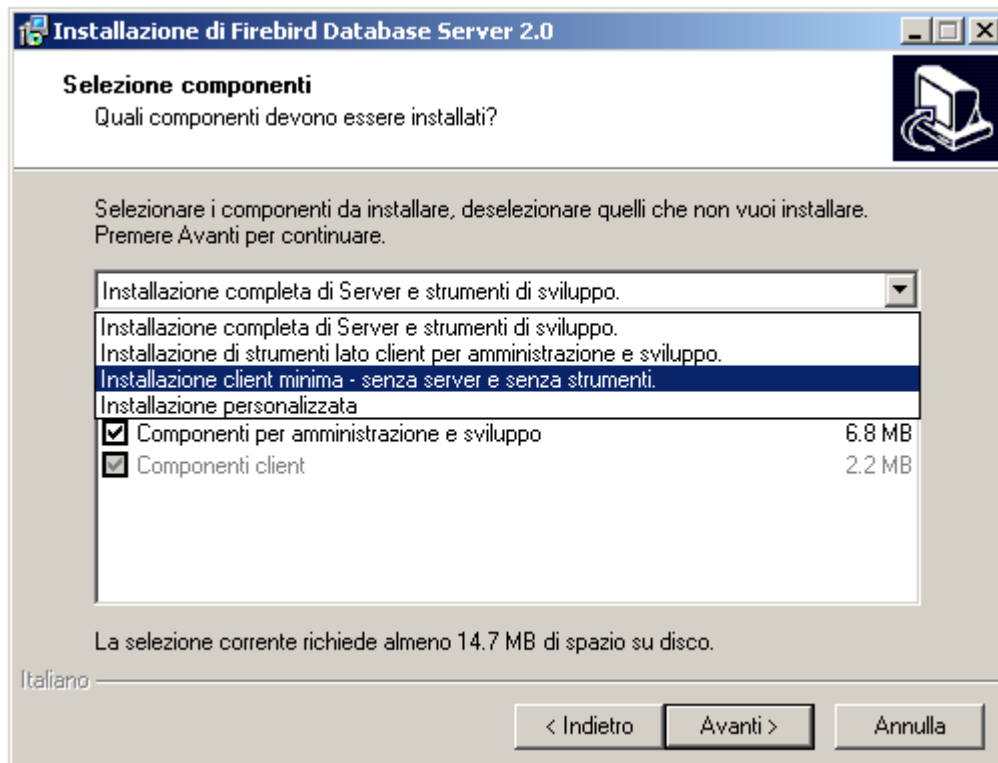 Installazione di Firebird Database Server 2.0
Selezione componenti
Quali componenti devono essere installati?
Selezionare i componenti da installare, deselezionare quelli che non vuoi installare.
Premere Avanti per continuare.
Installazione completa di Server e strumenti di sviluppo.
Installazione completa di Server e strumenti di sviluppo.
Installazione di strumenti lato client per amministrazione e sviluppo.
Installazione client minima - senza server e senza strumenti.
Installazione personalizzata
Componenti per amministrazione e sviluppo 6.8 MB
Componenti client 2.2 MB
La selezione corrente richiede almeno 14.7 MB di spazio su disco.
Italiano
< Indietro Avanti > Annulla